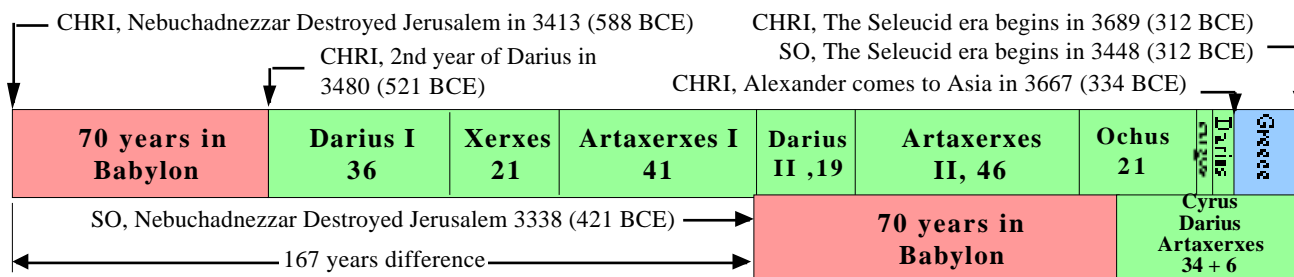 CHRI, Nebuchadnezzar Destroyed Jerusalem in 3413 (588 BCE)
CHRI, The Seleucid era begins in 3689 (312 BCE)
CHRI, 2nd year of Darius in
3480 (521 BCE)
SO, The Seleucid era begins in 3448 (312 BCE)
CHRI, Alexander comes to Asia in 3667 (334 BCE)
70 years in
Babylon
Darius I
36
Xerxes
21
Artaxerxes I
41
Darius
II ,19
Artaxerxes
II, 46
Ochus
21
Darius
Greece
SO, Nebuchadnezzar Destroyed Jerusalem 3338 (421 BCE)
70 years in
Babylon
Cyrus
Darius
Artaxerxes
34 + 6
167 years difference